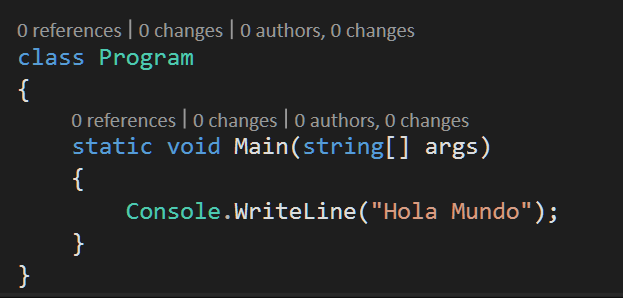 0 references | 0 changes | 0 authors, 0 changes
class Program
{
0 references | 0 changes | 0 authors, 0 changes
static void Main(string[] args)
{
Console.WriteLine("Hola Mundo");
}
}